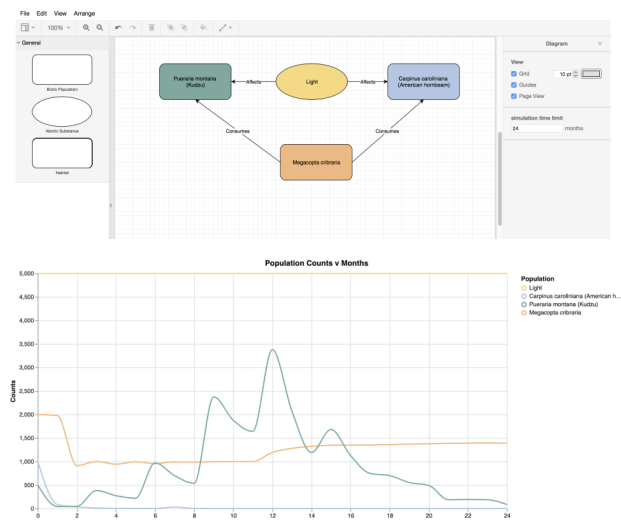 File Edit View Arrange
100%
General
Biotic Population
Abiotic Substance
Habitat
Pueraria montana
(Kudzu)
Affects
Light
Affects
Carpinus caroliniana
(American hornbeam)
Consumes
Consumes
Megacopta cribraria
Diagram
View
Grid 10 pt
Guides
Page View
simulation time limit
24 months
Population Counts v Months
Counts
5,000
4,500
4,000
3,500
3,000
2,500
2,000
1,500
1,000
500
0
0 2 4 6 8 10 12 14 16 18 20 22 24
Population
Light
Carpinus caroliniana (American h...
Pueraria montana (Kudzu)
Megacopta cribraria